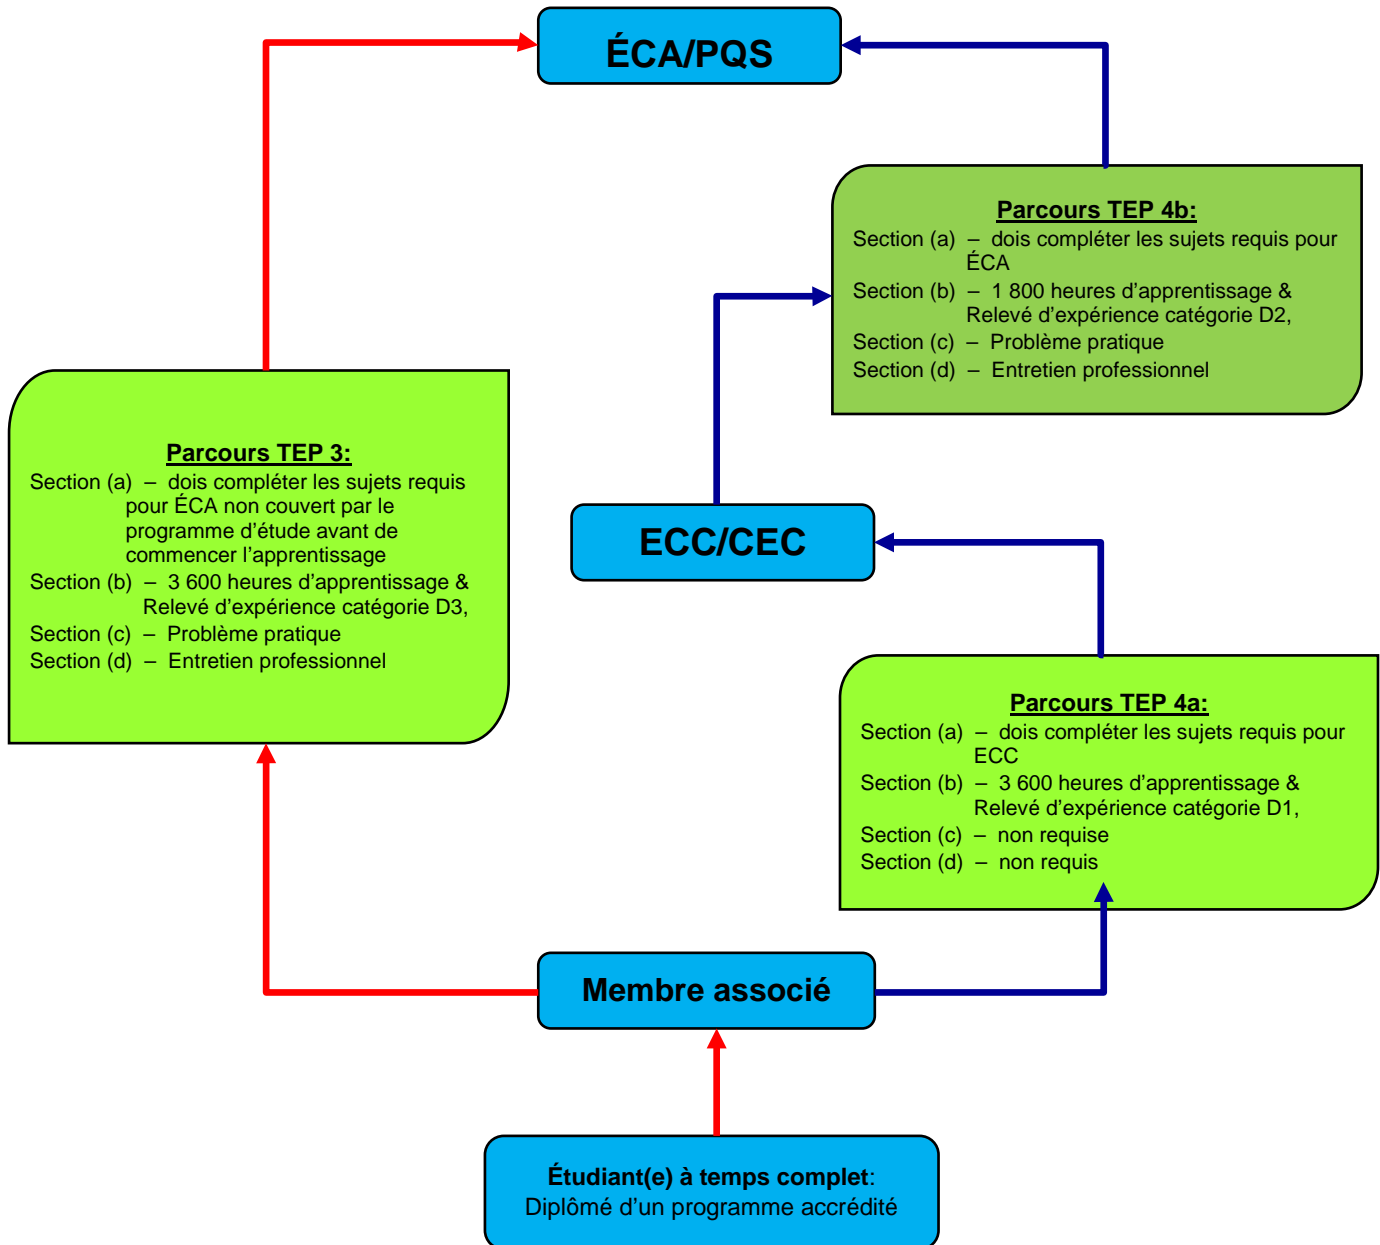 ÉCA/PQS
Parcours TEP 4b:
Section (a) – dois compléter les sujets requis pour
ÉCA
Section (b) – 1 800 heures d’apprentissage &
Relevé d’expérience catégorie D2,
Section (c) – Problème pratique
Section (d) – Entretien professionnel
Parcours TEP 3:
Section (a) – dois compléter les sujets requis
pour ÉCA non couvert par le
programme d’étude avant de
commencer l’apprentissage
Section (b) – 3 600 heures d’apprentissage &
Relevé d’expérience catégorie D3,
Section (c) – Problème pratique
Section (d) – Entretien professionnel
ECC/CEC
Parcours TEP 4a:
Section (a) – dois compléter les sujets requis pour
ECC
Section (b) – 3 600 heures d’apprentissage &
Relevé d’expérience catégorie D1,
Section (c) – non requise
Section (d) – non requis
Membre associé
Étudiant(e) à temps complet:
Diplômé d’un programme accrédité